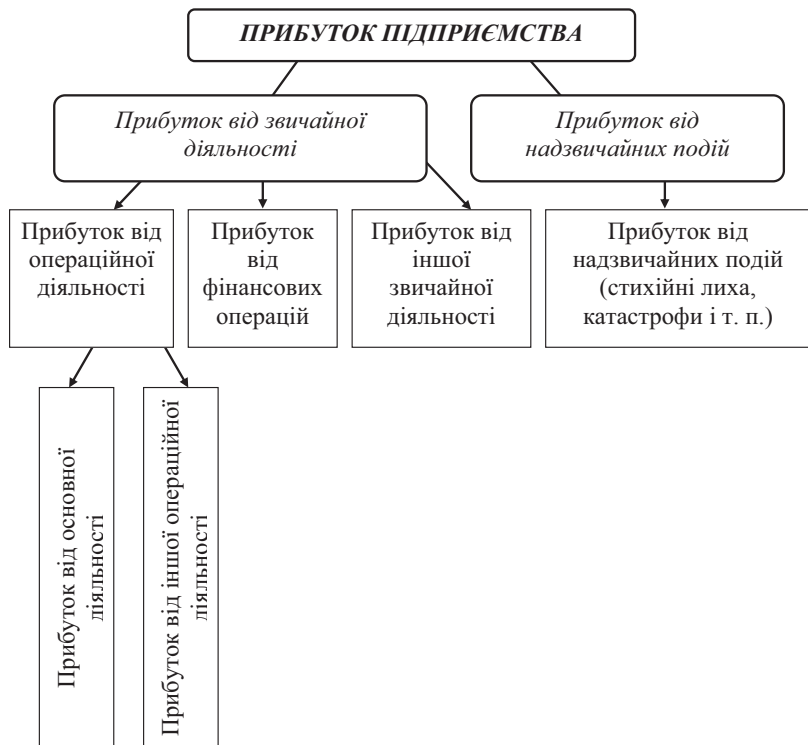 ПРИБУТОК ПІДПРИЄМСТВА
Прибуток від звичайної
діяльності
Прибуток від
надзвичайних подій
Прибуток від
операційної
діяльності
Прибуток
від
фінансових
операцій
Прибуток від
іншої
звичайної
діяльності
Прибуток від
надзвичайних подій
(стихійні лиха,
катастрофи і т. п.)
Прибуток від основної
діяльності
Прибуток від іншої операційної
діяльності